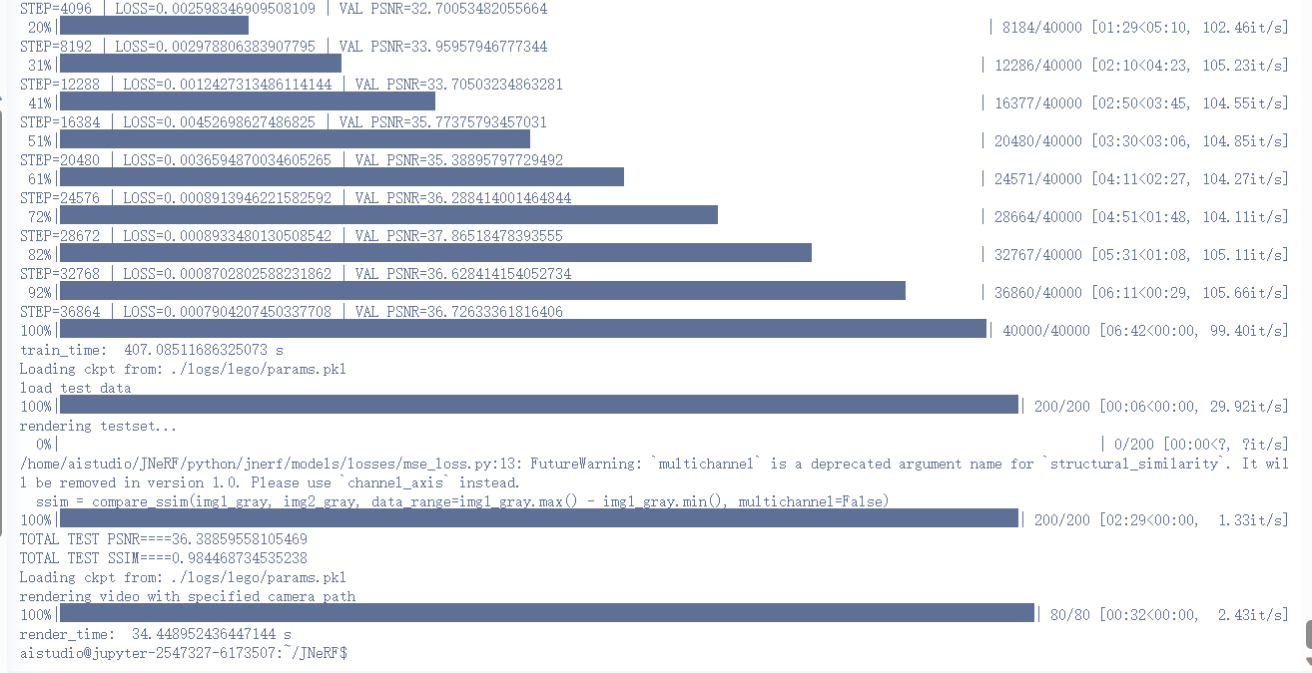 STEP=4096 | LOSS=0.002598346909508109 | VAL PSNR=32.70053482055664
20%| | 8184/40000 [01:29<05:10, 102.46it/s]
STEP=8192 | LOSS=0.002978806383907795 | VAL PSNR=33.95957946777344
31%| | 12286/40000 [02:10<04:23, 105.23it/s]
STEP=12288 | LOSS=0.0012427313486114144 | VAL PSNR=33.70503234863281
41%| | 16377/40000 [02:50<03:45, 104.55it/s]
STEP=16384 | LOSS=0.00452698627486825 | VAL PSNR=35.77375793457031
51%| | 20480/40000 [03:30<03:06, 104.85it/s]
STEP=20480 | LOSS=0.003659487003460526​5 | VAL PSNR=35.38895797729492
61%| | 24571/40000 [04:11<02:27, 104.27it/s]
STEP=24576 | LOSS=0.0008913946221582592 | VAL PSNR=36.288414001464844
72%| | 28664/40000 [04:51<01:48, 104.11it/s]
STEP=28672 | LOSS=0.0008933480130508542 | VAL PSNR=37.86518478393555
82%| | 32767/40000 [05:31<01:08, 105.11it/s]
STEP=32768 | LOSS=0.0008702802588231862 | VAL PSNR=36.628414154052734
92%| | 36860/40000 [06:11<00:29, 105.66it/s]
STEP=36864 | LOSS=0.0007904207450337708 | VAL PSNR=36.72633361816406
100%| | 40000/40000 [06:42<00:00, 99.40it/s]
train_time:  407.08511686325073 s
Loading ckpt from: ./logs/lego/params.pkl
load test data
100%| | 200/200 [00:06<00:00, 29.92it/s]
rendering testset...
0%| | 0/200 [00:00<?, ?it/s]
/home/aistudio/JNeRF/python/jnerf/models/losses/mse_loss.py:13: FutureWarning: `multichannel` is a deprecated argument name for `structural_similarity`. It wil
l be removed in version 1.0. Please use `channel_axis` instead.
  ssim = compare_ssim(img1_gray, img2_gray, data_range=img1_gray.max() - img1_gray.min(), multichannel=False)
100%| | 200/200 [02:29<00:00, 1.33it/s]
TOTAL TEST PSNR====36.38859558105469
TOTAL TEST SSIM====0.984468734535238
Loading ckpt from: ./logs/lego/params.pkl
rendering video with specified camera path
100%| | 80/80 [00:32<00:00, 2.43it/s]
render_time:  34.448952436447144 s
aistudio@jupyter-2547327-6173507:~/JNeRF$